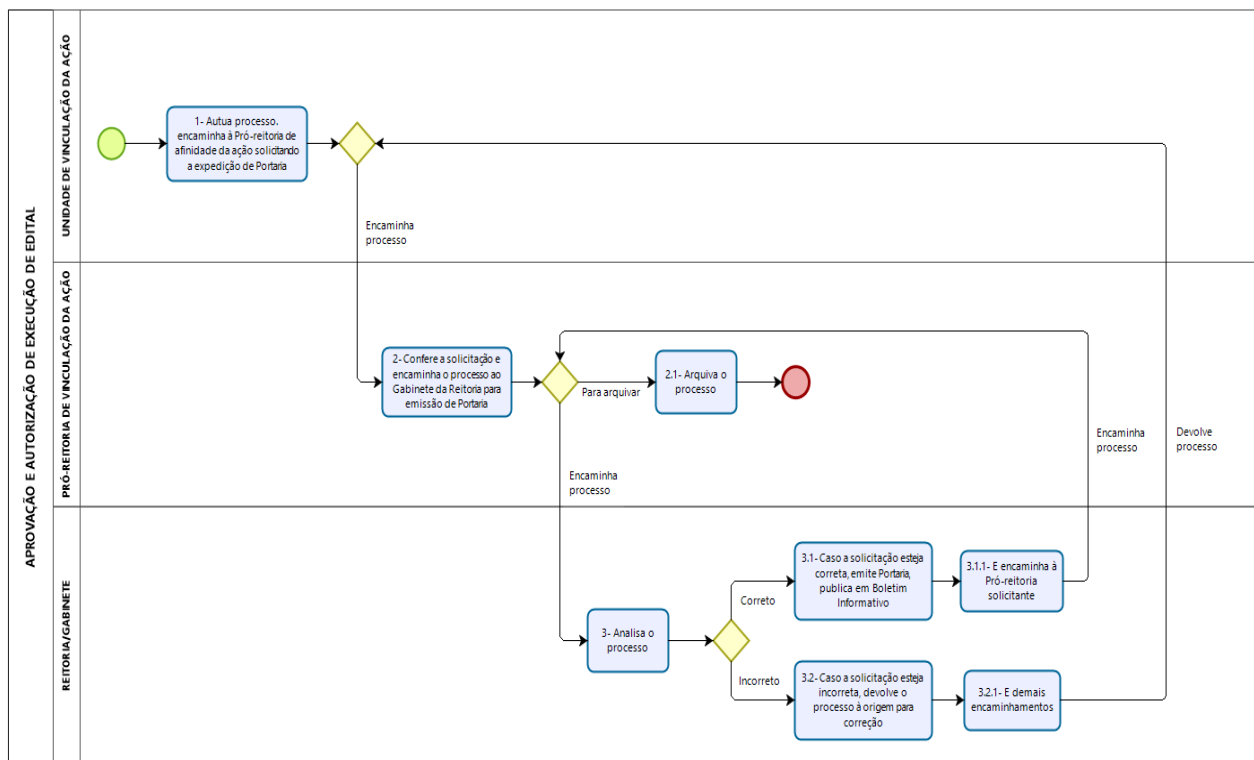 APROVAÇÃO E AUTORIZAÇÃO DE EXECUÇÃO DE EDITAL
UNIDADE DE VINCULAÇÃO DA AÇÃO
1- Autua processo.
encaminha à Pró-reitoria de
afinidade da ação solicitando
a expedição de Portaria
Encaminha
processo
PRÓ-REITORIA DE VINCULAÇÃO DA AÇÃO
2- Confere a solicitação e
encaminha o processo ao
Gabinete da Reitoria para
emissão de Portaria
Para arquivar
2.1- Arquiva o
processo
Encaminha
processo
Devolve
processo
Encaminha
processo
REITORIA/GABINETE
3- Analisa o
processo
Correto
3.1- Caso a solicitação esteja
correta, emite Portaria,
publica em Boletim
Informativo
3.1.1- E encaminha à
Pró-reitoria
solicitante
Incorreto
3.2- Caso a solicitação esteja
incorreta, devolve o
processo à origem para
correção
3.2.1- E demais
encaminhamentos